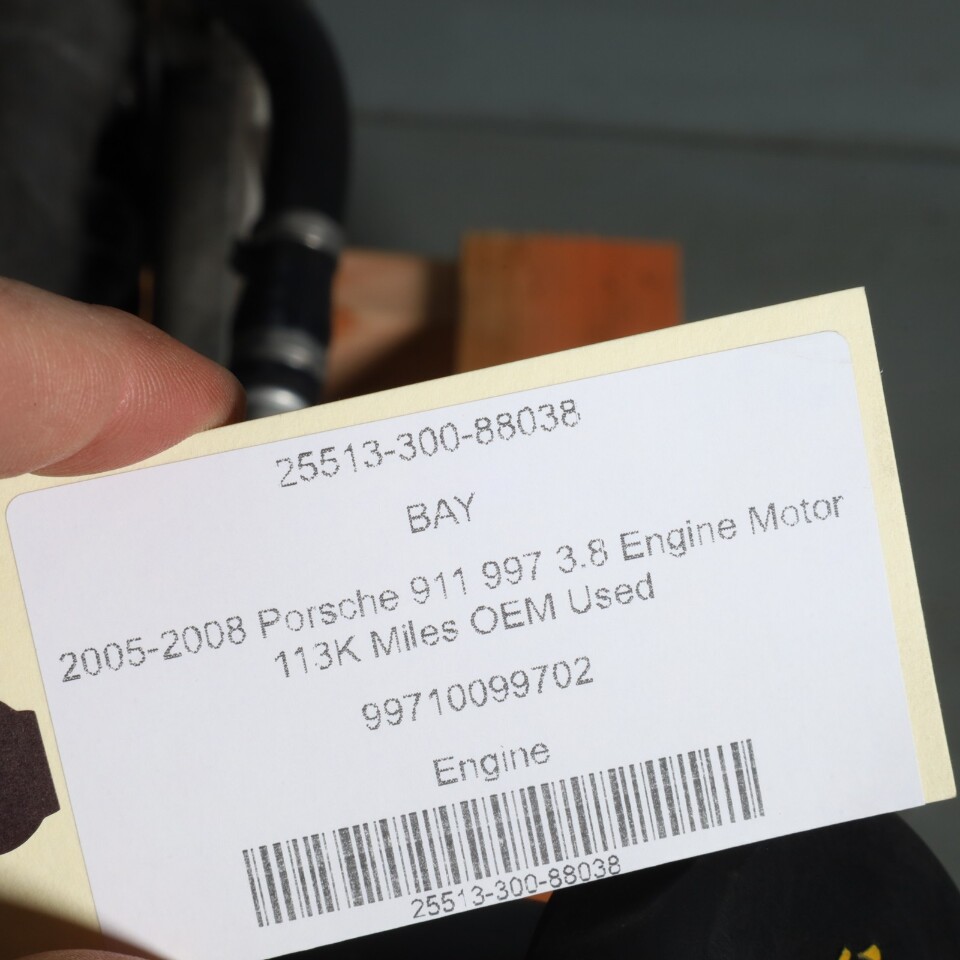 25513-300-88038
BAY
2005-2008 Porsche 911 997 3.8 Engine Motor
113K Miles OEM Used
99710099702
Engine
25513-300-88038